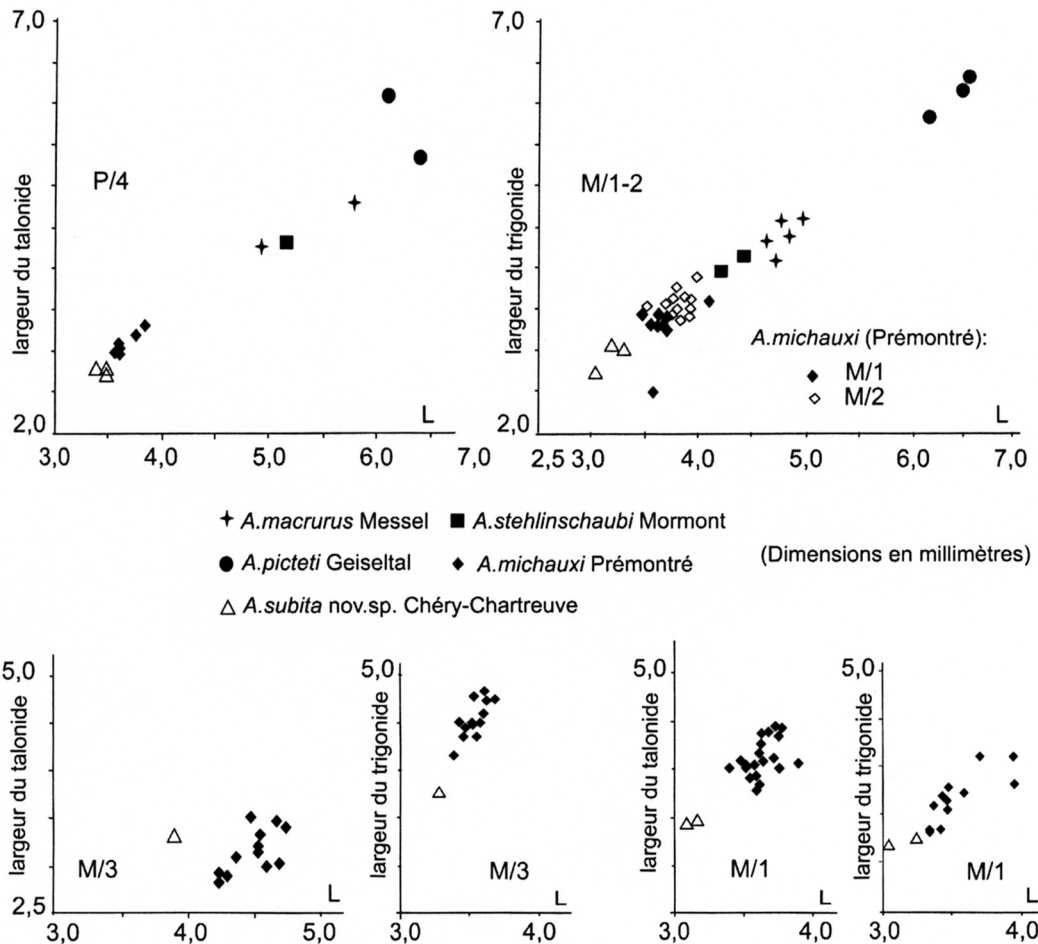 7,0
largeur du talonide
P/4
2,0
L
3,0 4,0 5,0 6,0 7,0
7,0
largeur du trigonide
M/1-2
A.michauxi (Prémontré):
M/1
M/2
2,0
L
2,5 3,0 4,0 5,0 6,0 7,0
A.macrurus Messel
A.stehlinschaubi Mormont
A.picteti Geiseltal
A.michauxi Prémontré
(Dimensions en millimètres)
A.subita nov.sp. Chéry-Chartreuve
5,0
largeur du talonide
M/3
L
2,5
3,0 4,0 5,0
5,0
largeur du trigonide
M/3
L
3,0 4,0
5,0
largeur du talonide
M/1
L
3,0 4,0
5,0
largeur du trigonide
M/1
L
3,0 4,0